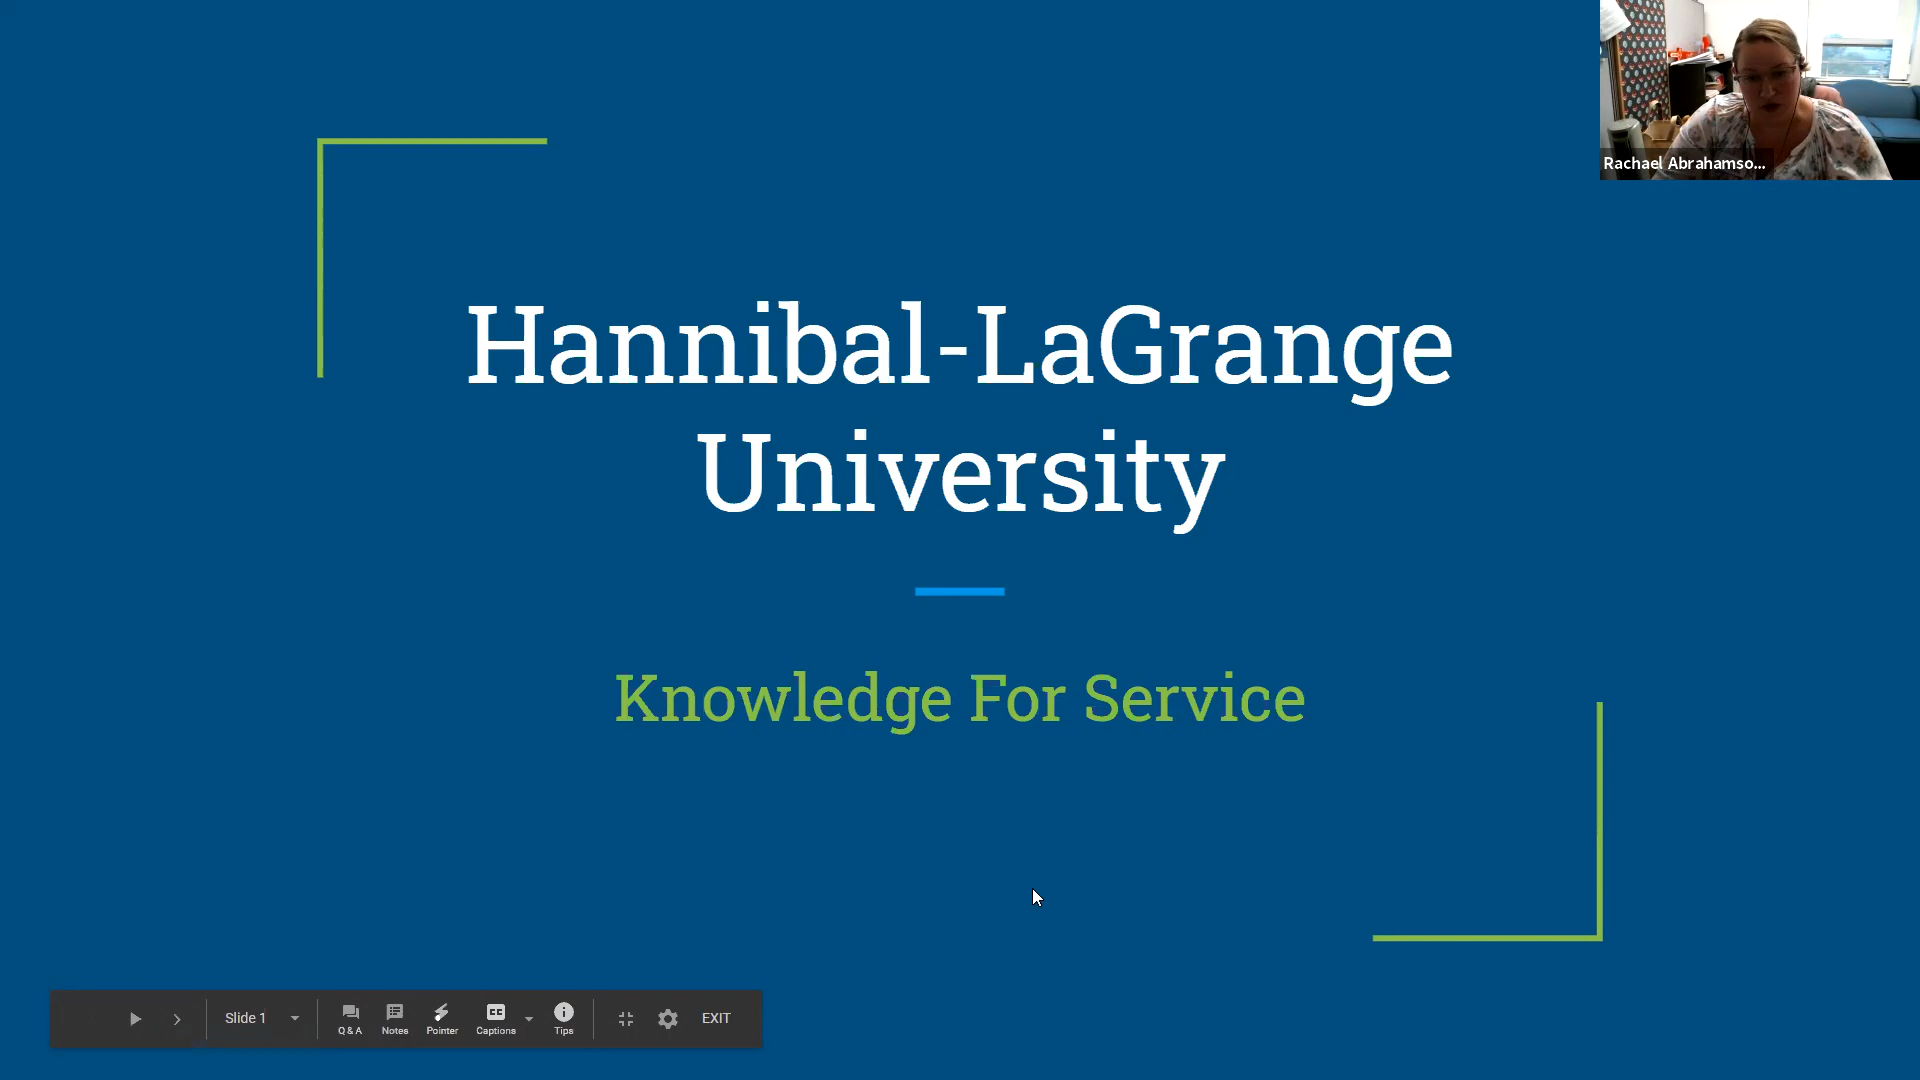 Rachael Abrahamso...
Hannibal-LaGrange
University
Knowledge For Service
Slide 1
Q & A
Notes
Pointer
Captions
Tips
EXIT